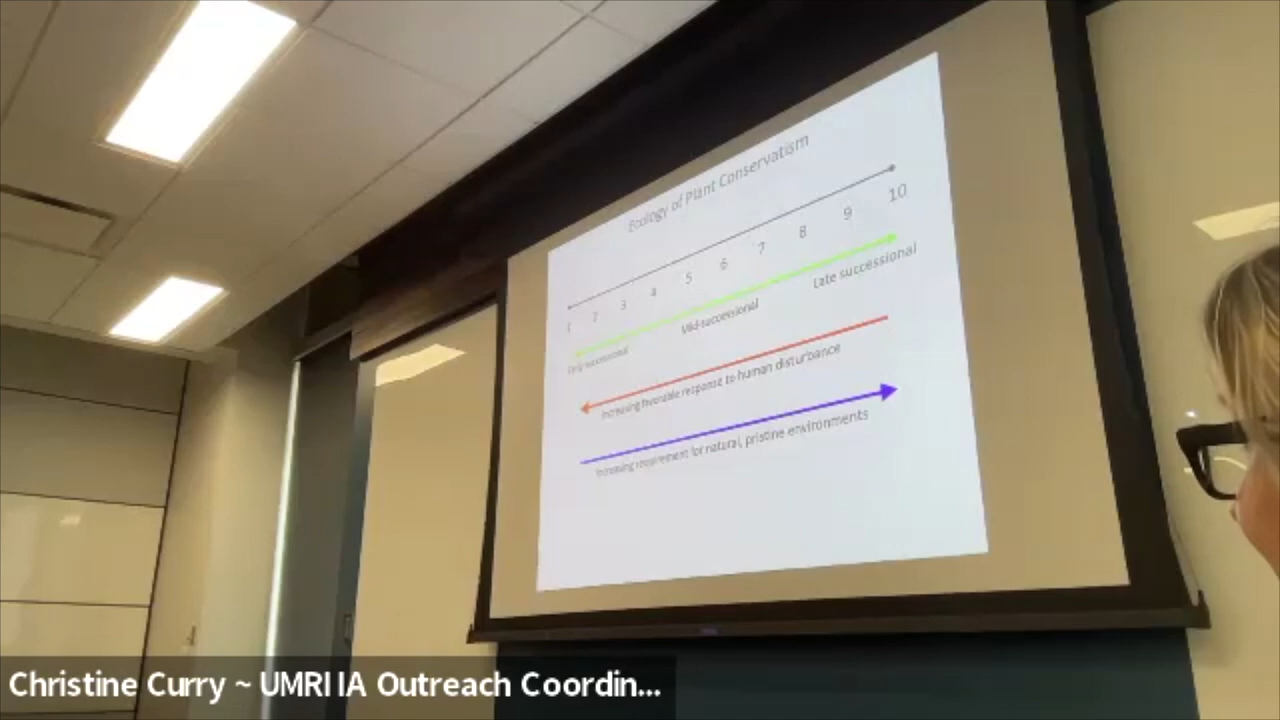 Ecology of Plant Conservatism
1 2 3 4 5 6 7 8 9 10
Early successional Mid-successional Late successional
Increasing favorable response to human disturbance
Increasing requirement for natural, pristine environments
Christine Curry ~ UMRI IA Outreach Coordin...